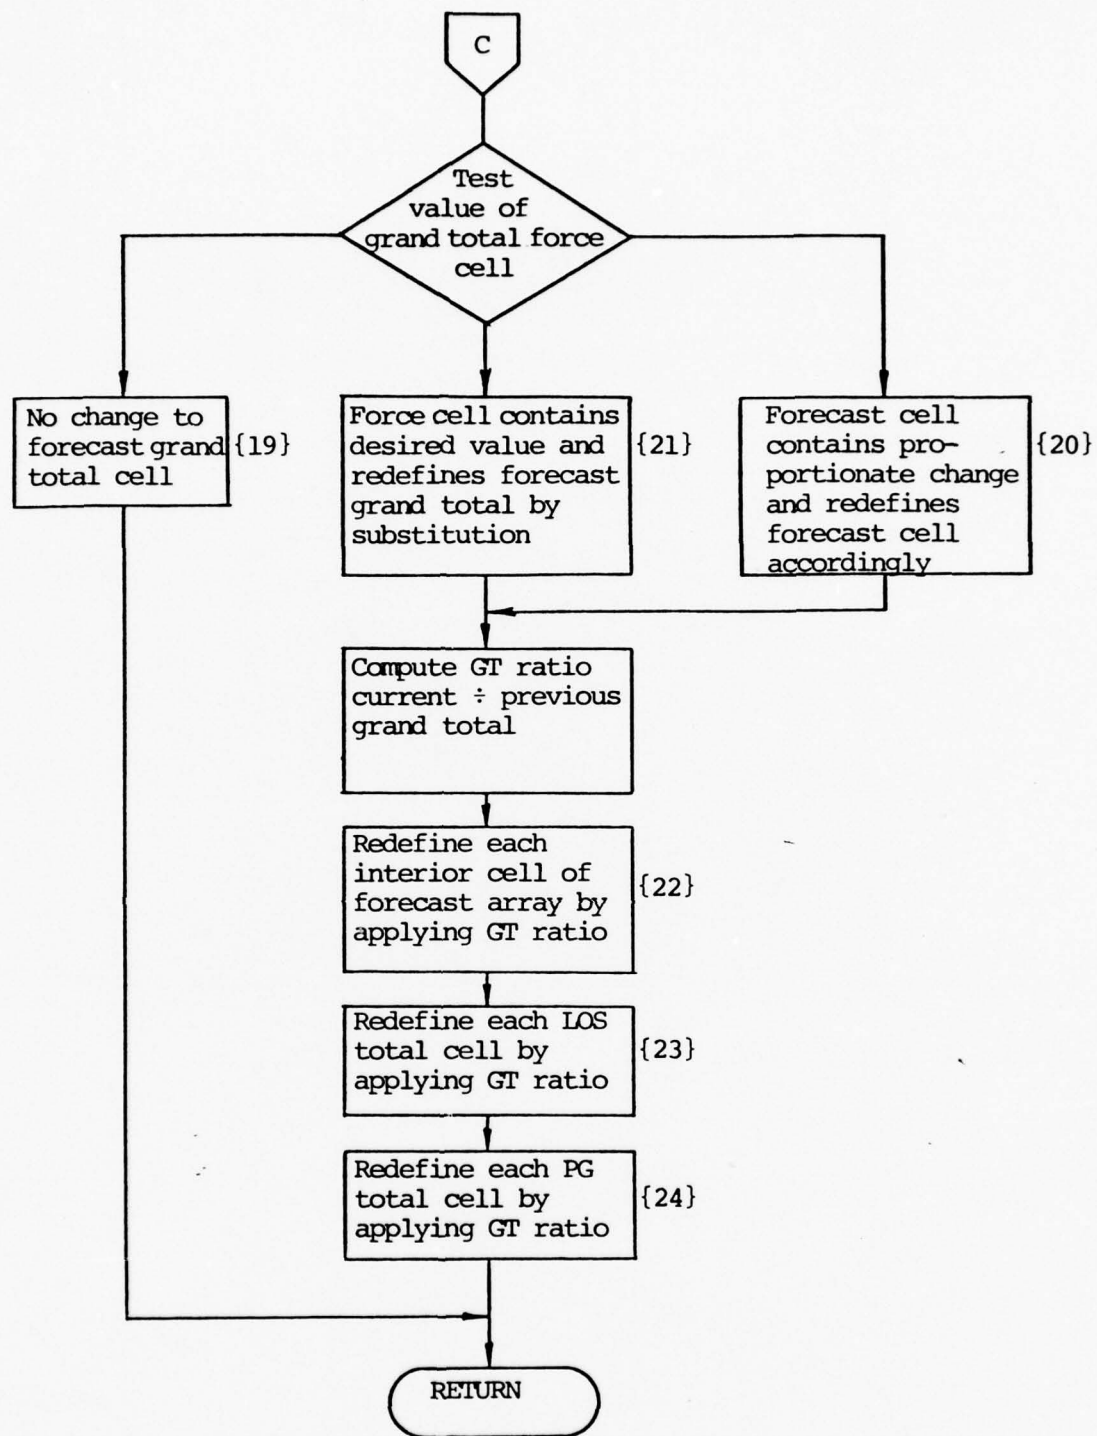 C
Test
value of
grand total force
cell
No change to
forecast grand
total cell
{19}
Force cell contains
desired value and
redefines forecast
grand total by
substitution
{21}
Forecast cell
contains pro-
portionate change
and redefines
forecast cell
accordingly
{20}
Compute GT ratio
current ÷ previous
grand total
Redefine each
interior cell of
forecast array by
applying GT ratio
{22}
Redefine each LOS
total cell by
applying GT ratio
{23}
Redefine each PG
total cell by
applying GT ratio
{24}
RETURN